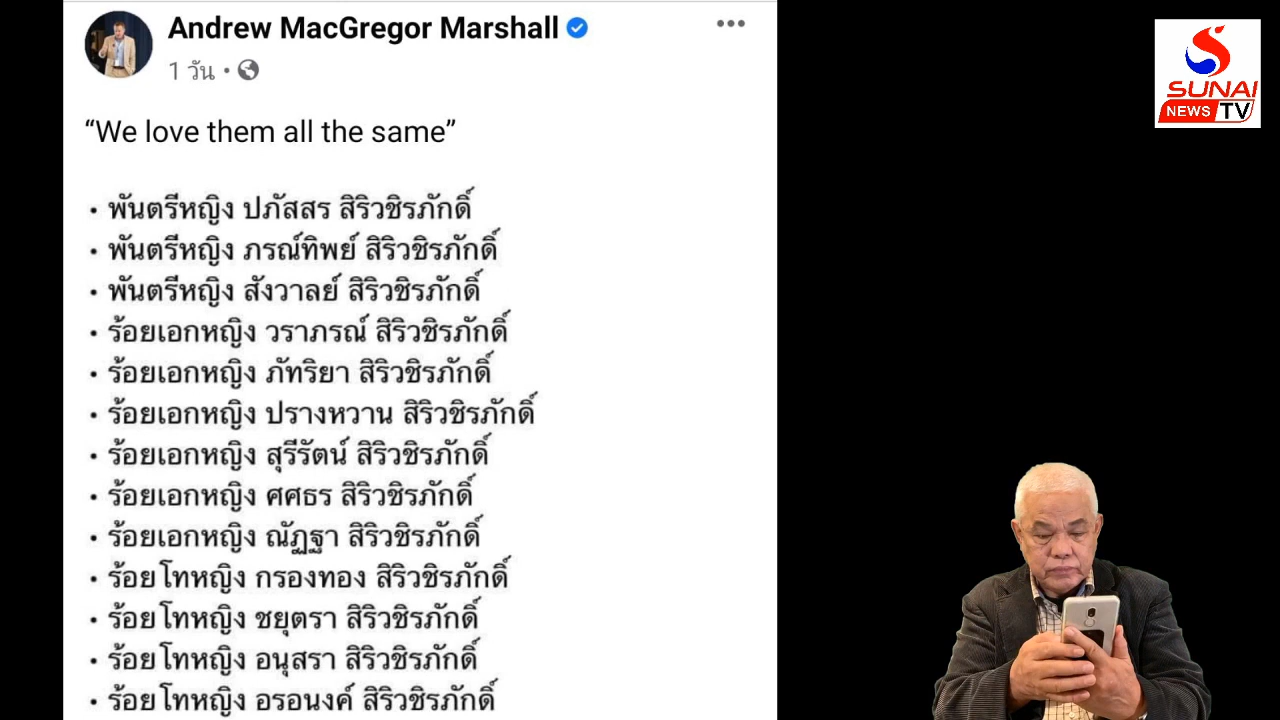 Andrew MacGregor Marshall
1 วัน •
“We love them all the same”
• พันตรีหญิง ปภัสสร สิริวชิรภักดิ์
• พันตรีหญิง ภรณ์ทิพย์ สิริวชิรภักดิ์
• พันตรีหญิง สังวาลย์ สิริวชิรภักดิ์
• ร้อยเอกหญิง วราภรณ์ สิริวชิรภักดิ์
• ร้อยเอกหญิง ภัทริยา สิริวชิรภักดิ์
• ร้อยเอกหญิง ปรางหวาน สิริวชิรภักดิ์
• ร้อยเอกหญิง สุรีรัตน์ สิริวชิรภักดิ์
• ร้อยเอกหญิง ศศธร สิริวชิรภักดิ์
• ร้อยเอกหญิง ณัฏฐา สิริวชิรภักดิ์
• ร้อยโทหญิง กรองทอง สิริวชิรภักดิ์
• ร้อยโทหญิง ชยุตรา สิริวชิรภักดิ์
• ร้อยโทหญิง อนุสรา สิริวชิรภักดิ์
• ร้อยโทหญิง อรอนงค์ สิริวชิรภักดิ์
SUNAI
NEWS TV